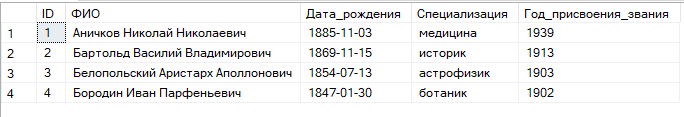 ID ФИО Дата_рождения Специализация Год_присвоения_звания
1 1 Аничков Николай Николаевич 1885-11-03 медицина 1939
2 2 Бартольд Василий Владимирович 1869-11-15 историк 1913
3 3 Белопольский Аристарх Аполлонович 1854-07-13 астрофизик 1903
4 4 Бородин Иван Парфеньевич 1847-01-30 ботаник 1902